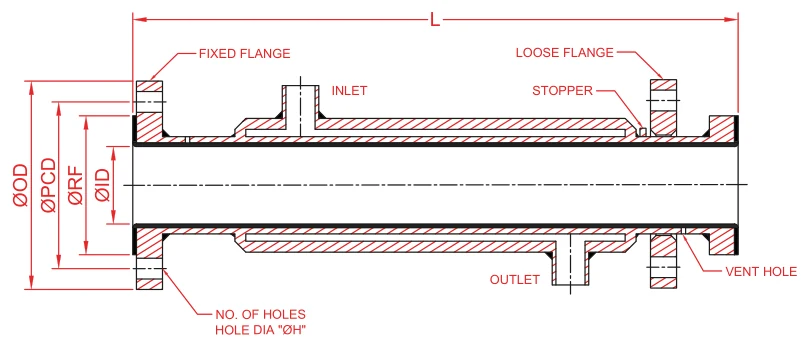 L
FIXED FLANGE
LOOSE FLANGE
INLET
STOPPER
ØOD
ØPCD
ØRF
ØID
OUTLET
VENT HOLE
NO. OF HOLES
HOLE DIA "ØH"